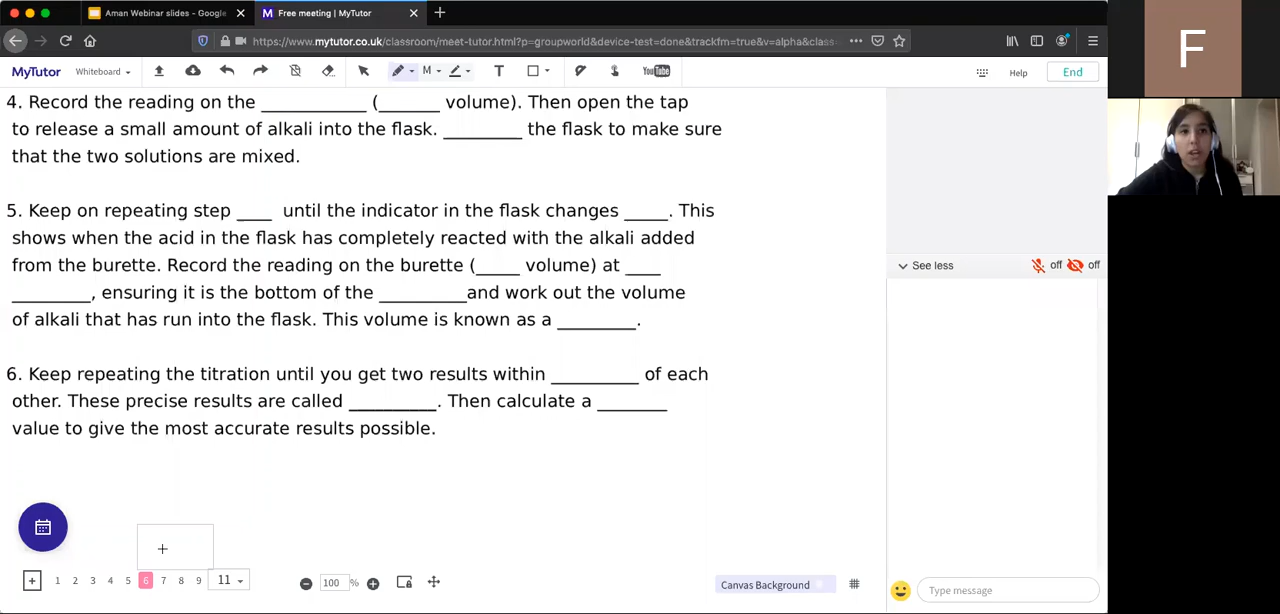 Aman Webinar slides - Google
Free meeting | MyTutor
https://www.mytutor.co.uk/classroom/meet-tutor.html?p=groupworld&device-test=done&trackfm=true&v=alpha&class
F
MyTutor
Whiteboard
M
T
You Tube
Help
End
4. Record the reading on the ____________ (_______ volume). Then open the tap
to release a small amount of alkali into the flask. _________ the flask to make sure
that the two solutions are mixed.
5. Keep on repeating step ____ until the indicator in the flask changes _____. This
shows when the acid in the flask has completely reacted with the alkali added
from the burette. Record the reading on the burette (_____ volume) at ____
_________, ensuring it is the bottom of the __________and work out the volume
of alkali that has run into the flask. This volume is known as a _________.
6. Keep repeating the titration until you get two results within __________ of each
other. These precise results are called __________. Then calculate a ________
value to give the most accurate results possible.
See less
off
off
1 2 3 4 5 6 7 8 9 11
100 %
Canvas Background
Type message